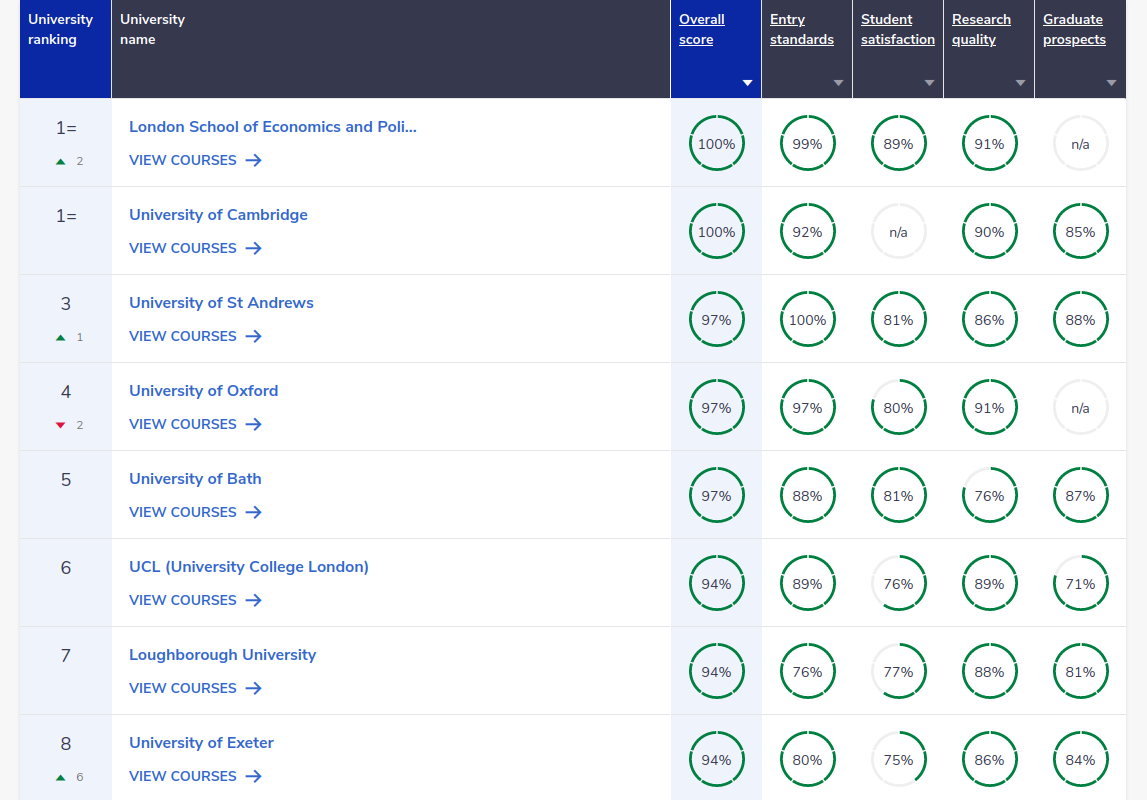 University ranking
University name
Overall score
Entry standards
Student satisfaction
Research quality
Graduate prospects
1=
London School of Economics and Poli...
100%
99%
89%
91%
n/a
2
VIEW COURSES
1=
University of Cambridge
100%
92%
n/a
90%
85%
VIEW COURSES
3
University of St Andrews
97%
100%
81%
86%
88%
1
VIEW COURSES
4
University of Oxford
97%
97%
80%
91%
n/a
2
VIEW COURSES
5
University of Bath
97%
88%
81%
76%
87%
VIEW COURSES
6
UCL (University College London)
94%
89%
76%
89%
71%
VIEW COURSES
7
Loughborough University
94%
76%
77%
88%
81%
VIEW COURSES
8
University of Exeter
94%
80%
75%
86%
84%
6
VIEW COURSES